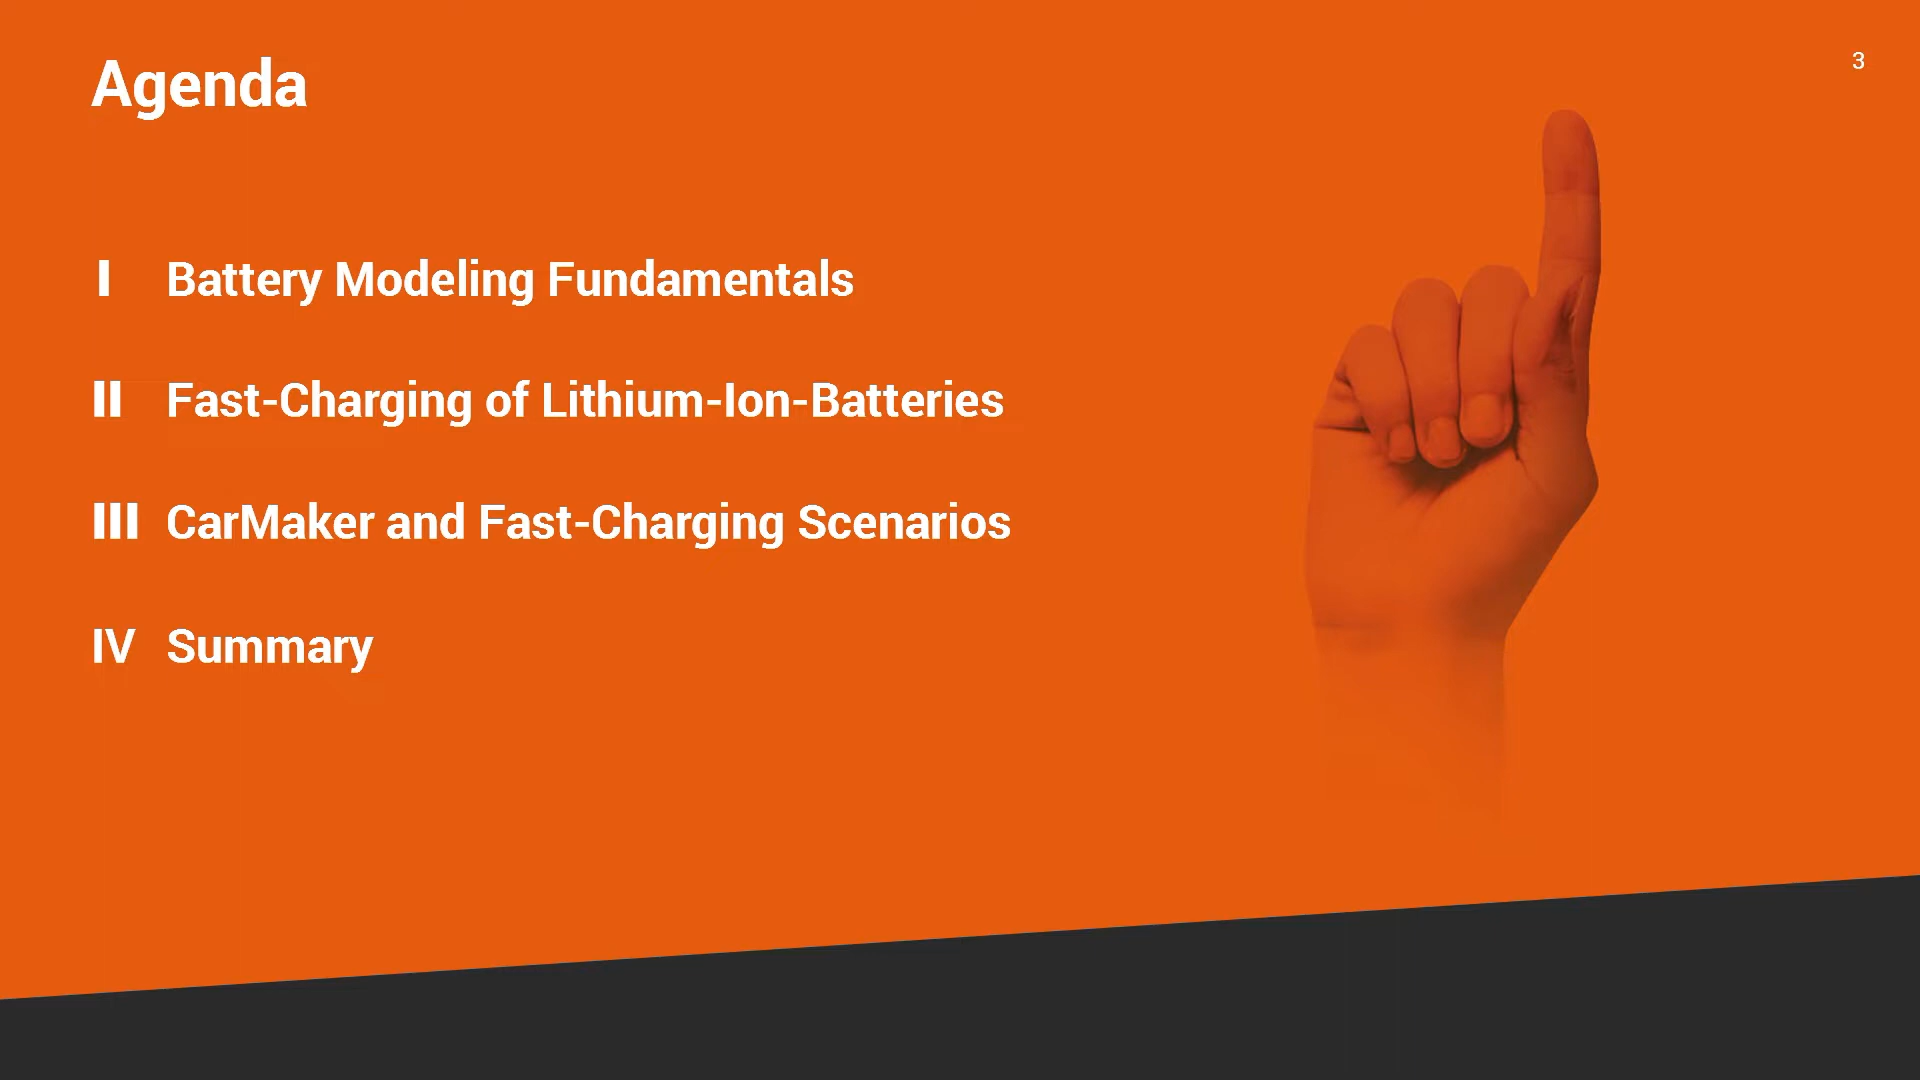 Agenda
3
I Battery Modeling Fundamentals
II Fast-Charging of Lithium-Ion-Batteries
III CarMaker and Fast-Charging Scenarios
IV Summary